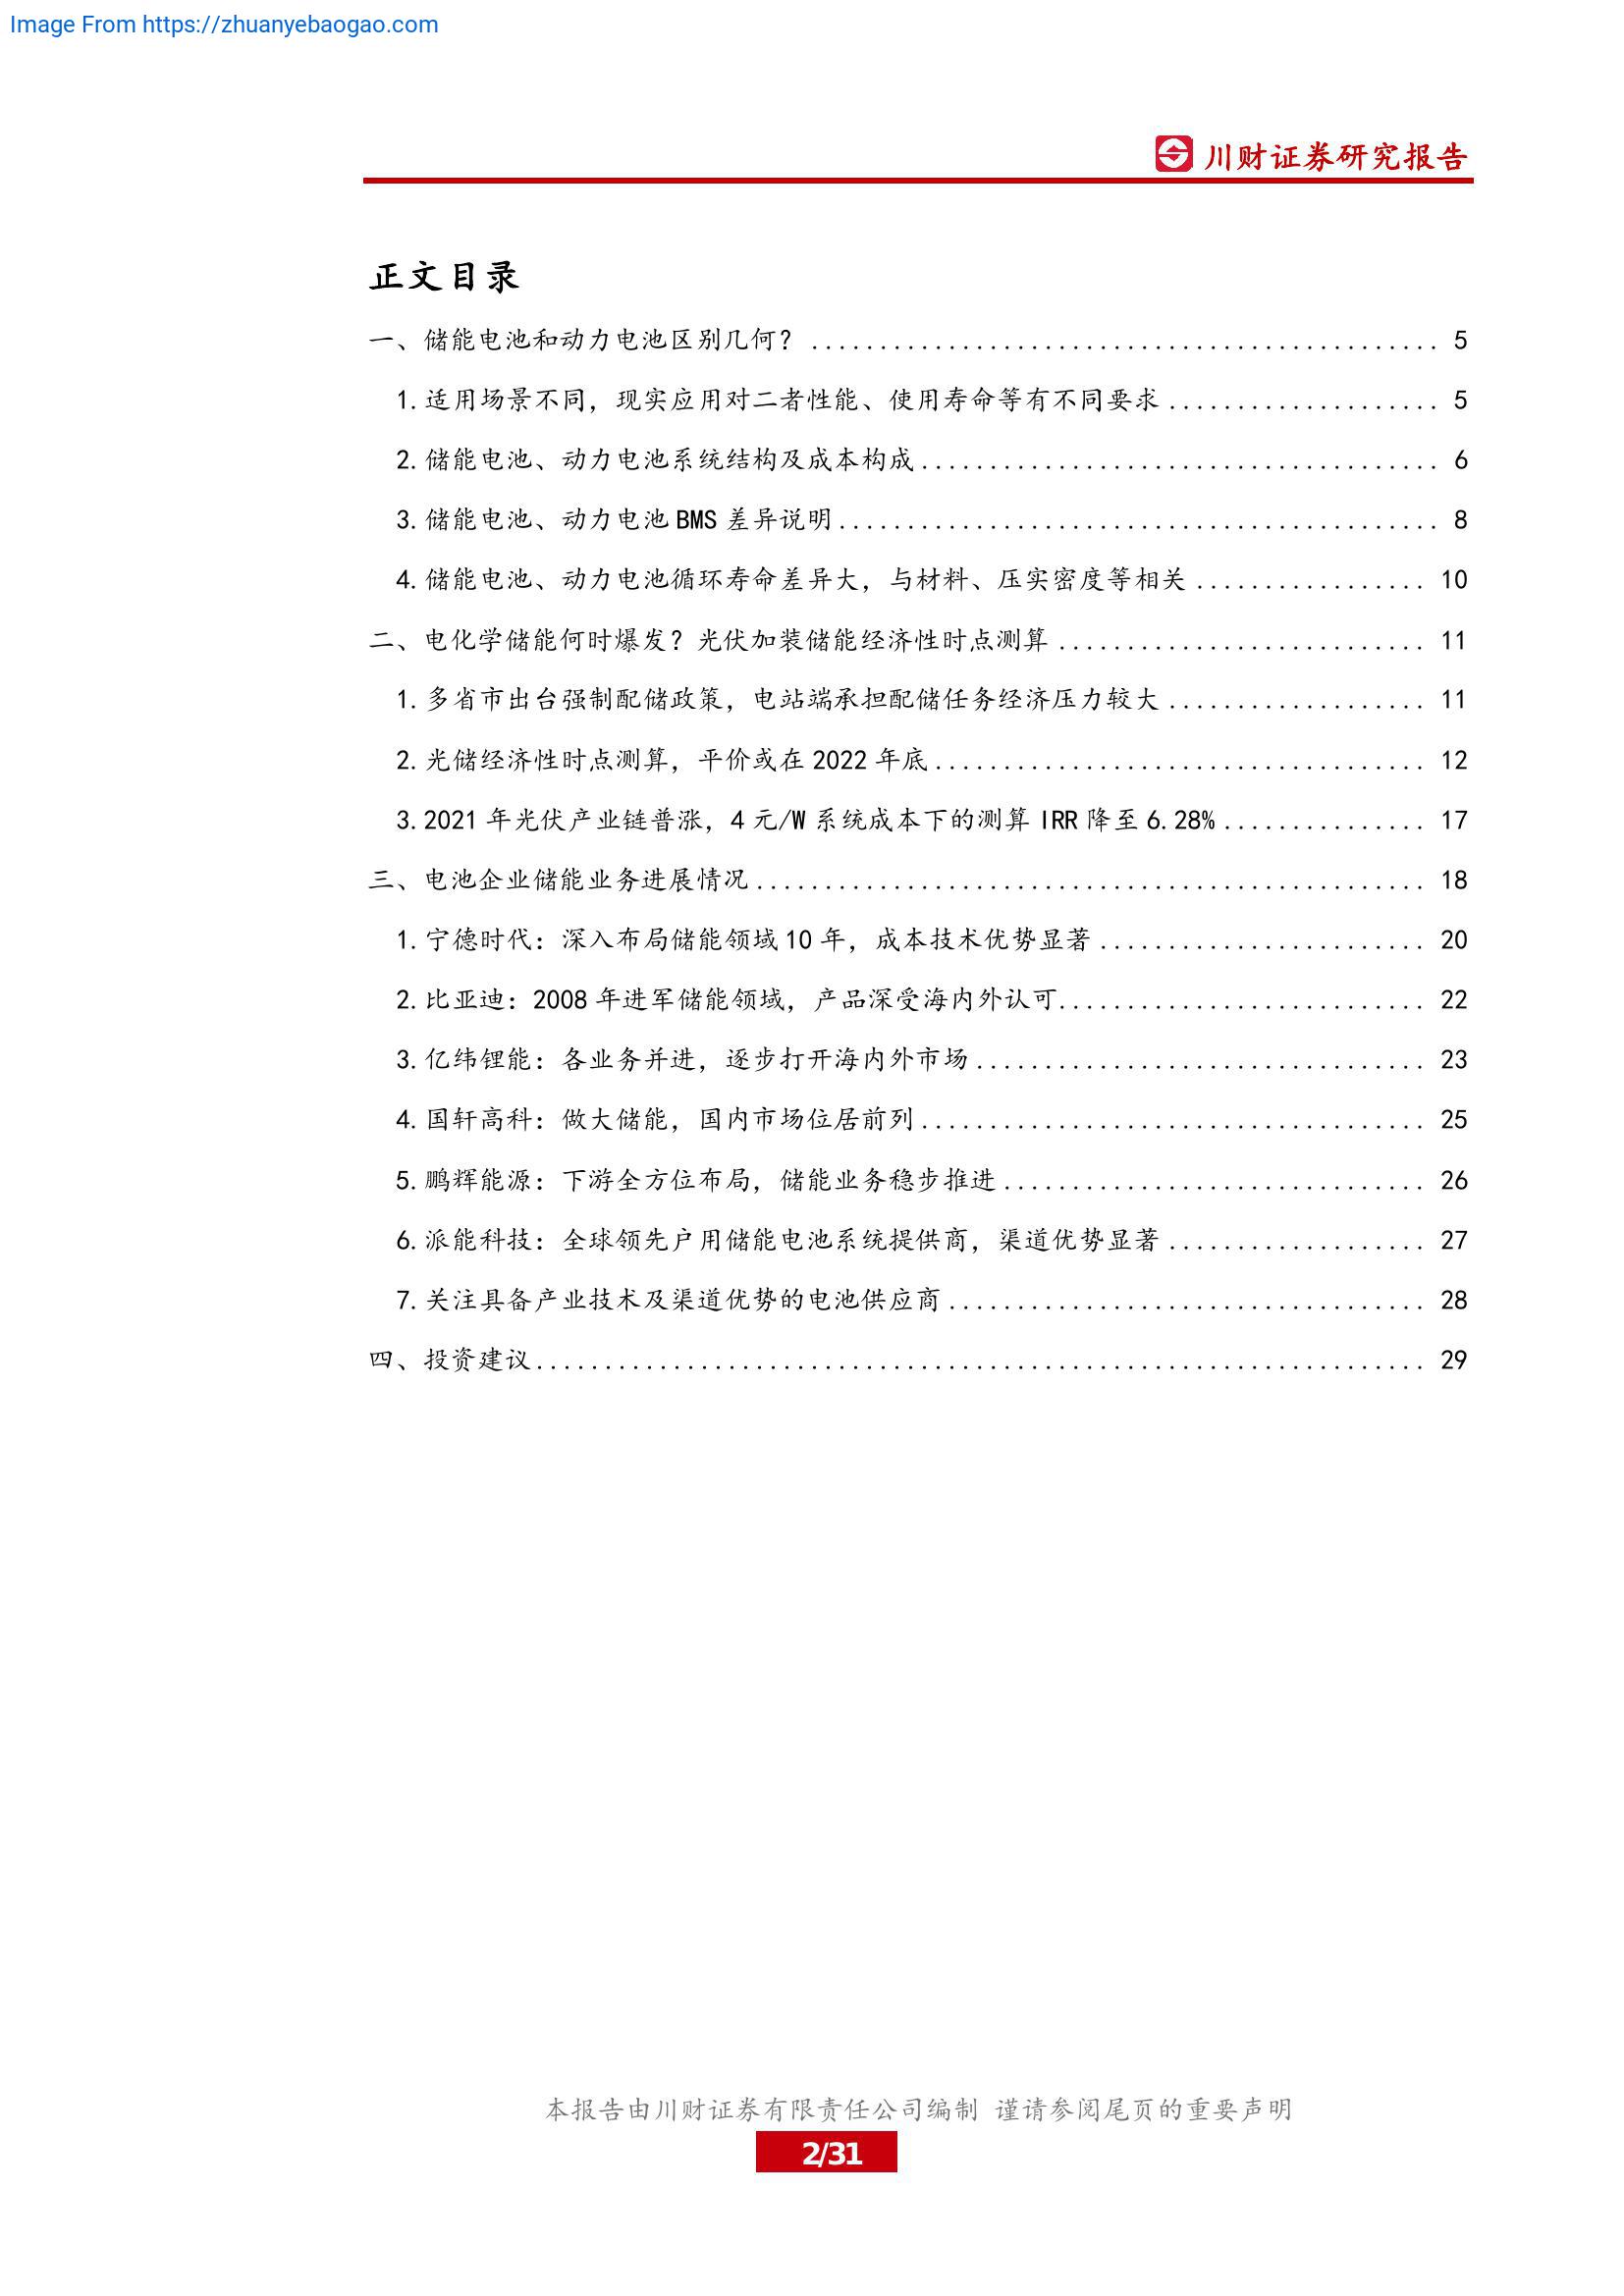 Image From https://zhuanyebaogao.com
川财证券研究报告
正文目录
一、储能电池和动力电池区别几何？ .............................................. 5
1.适用场景不同，现实应用对二者性能、使用寿命等有不同要求 .................... 5
2.储能电池、动力电池系统结构及成本构成 ...................................... 6
3.储能电池、动力电池 BMS 差异说明 ............................................ 8
4.储能电池、动力电池循环寿命差异大，与材料、压实密度等相关 ................. 10
二、电化学储能何时爆发？光伏加装储能经济性时点测算 ........................... 11
1.多省市出台强制配储政策，电站端承担配储任务经济压力较大 ................... 11
2.光储经济性时点测算，平价或在 2022 年底 .................................... 12
3.2021 年光伏产业链普涨，4 元/W 系统成本下的测算 IRR 降至 6.28% ............... 17
三、电池企业储能业务进展情况 ................................................. 18
1.宁德时代：深入布局储能领域 10 年，成本技术优势显著 ........................ 20
2.比亚迪：2008 年进军储能领域，产品深受海内外认可........................... 22
3.亿纬锂能：各业务并进，逐步打开海内外市场 ................................. 23
4.国轩高科：做大储能，国内市场位居前列 ..................................... 25
5.鹏辉能源：下游全方位布局，储能业务稳步推进 ............................... 26
6.派能科技：全球领先户用储能电池系统提供商，渠道优势显著 ................... 27
7.关注具备产业技术及渠道优势的电池供应商 ................................... 28
四、投资建议................................................................. 29
本报告由川财证券有限责任公司编制 谨请参阅尾页的重要声明
2/31